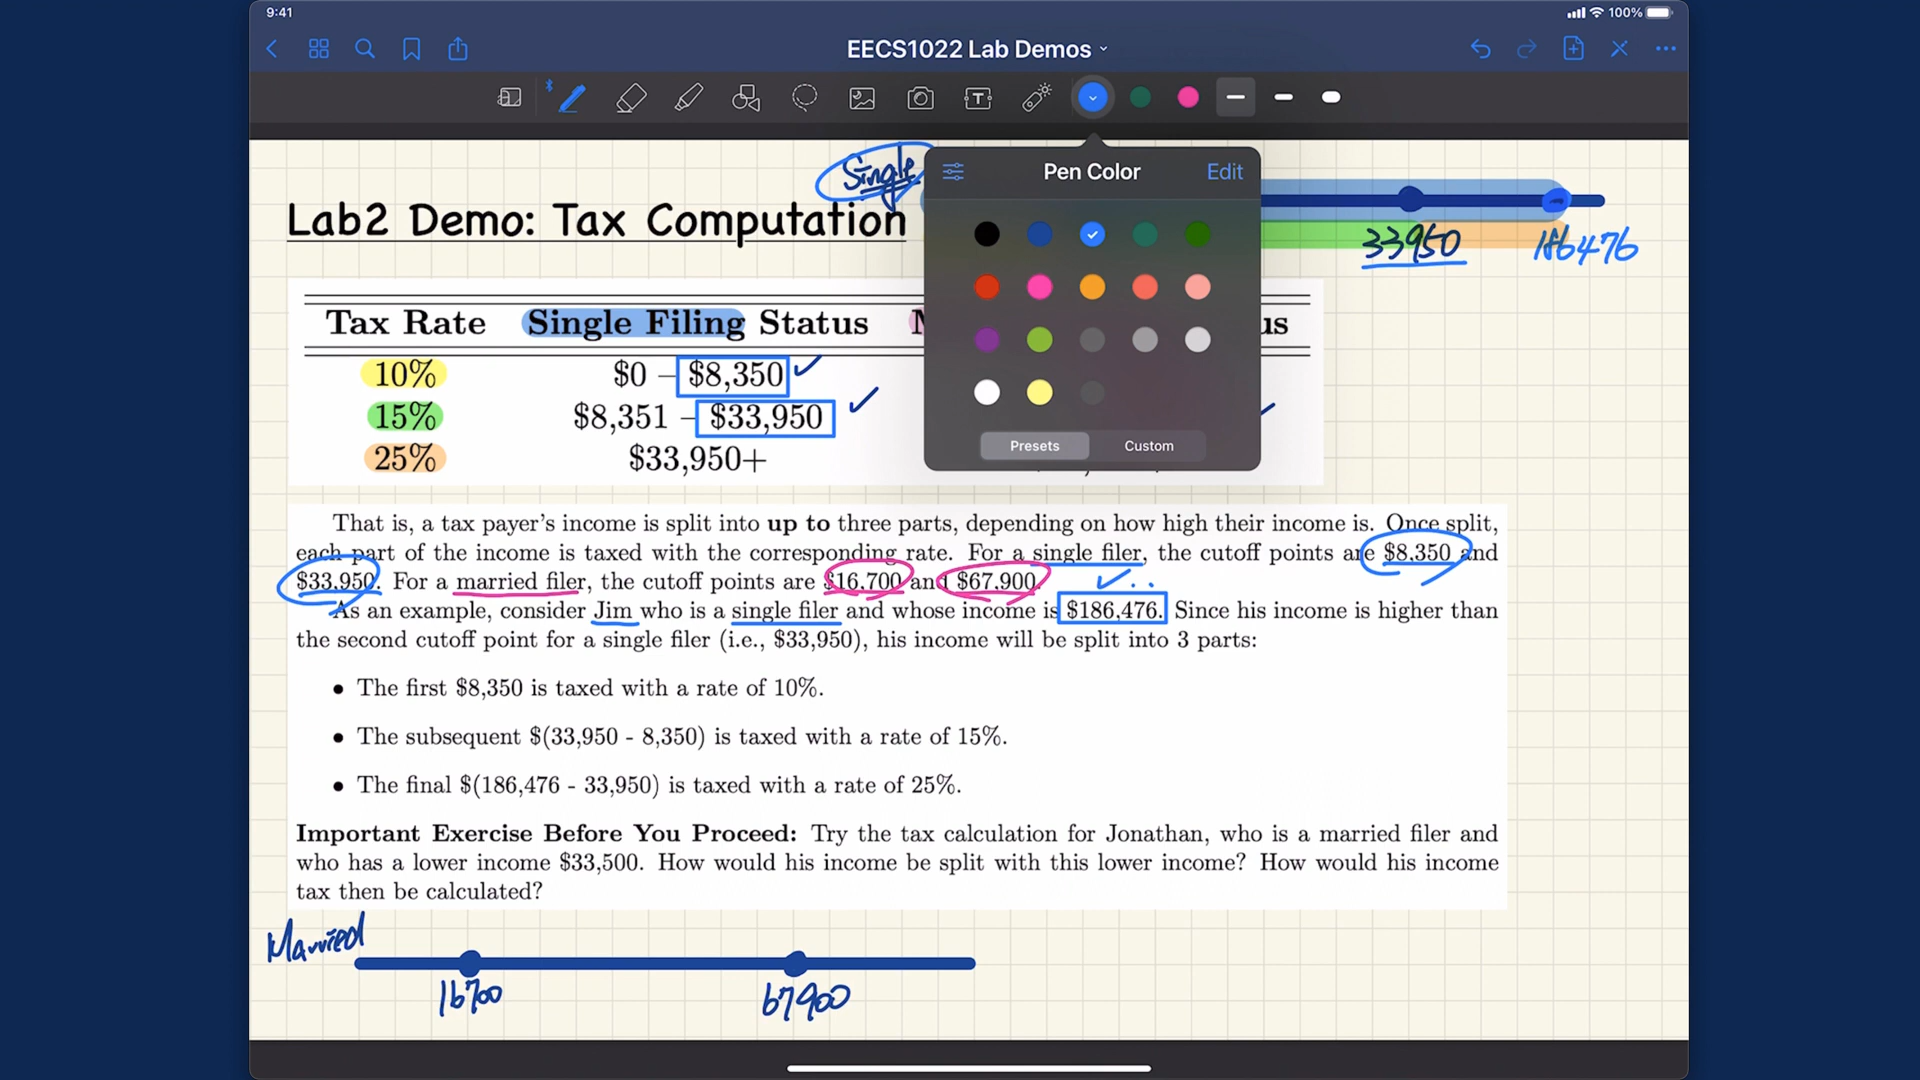 9:41
100%
EECS1022 Lab Demos
Pen Color
Edit
Single
Lab2 Demo: Tax Computation
33950
186476
Tax Rate Single Filing Status
10% $0 – $8,350
15% $8,351 – $33,950
25% $33,950+
Presets
Custom
That is, a tax payer's income is split into up to three parts, depending on how high their income is. Once split,
each part of the income is taxed with the corresponding rate. For a single filer, the cutoff points are $8,350 and
$33,950. For a married filer, the cutoff points are $16,700 and $67,900.
As an example, consider Jim who is a single filer and whose income is $186,476. Since his income is higher than
the second cutoff point for a single filer (i.e., $33,950), his income will be split into 3 parts:
• The first $8,350 is taxed with a rate of 10%.
• The subsequent $(33,950 - 8,350) is taxed with a rate of 15%.
• The final $(186,476 - 33,950) is taxed with a rate of 25%.
Important Exercise Before You Proceed: Try the tax calculation for Jonathan, who is a married filer and
who has a lower income $33,500. How would his income be split with this lower income? How would his income
tax then be calculated?
Married
16700
67900